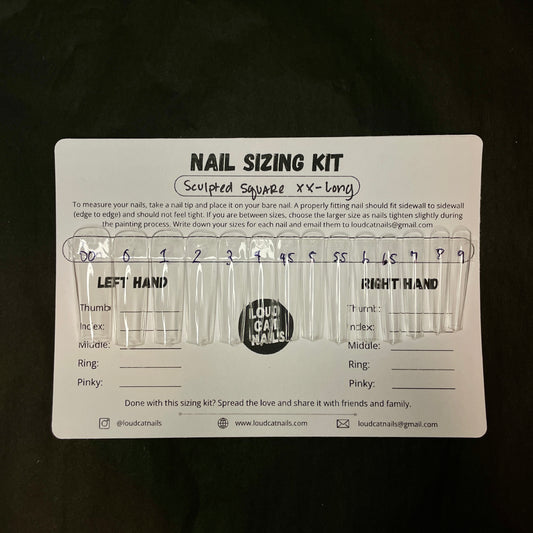 NAIL SIZING KIT
Sculpted Square XX-Long
To measure your nails, take a nail tip and place it on your bare nail. A properly fitting nail should fit sidewall to sidewall
(edge to edge) and should not feel tight. If you are between sizes, choose the larger size as nails tighten slightly during
the painting process. Write down your sizes for each nail and email them to loudcatnails@gmail.com
00 0 1 2 3 4 45 5 55 6 65 7 8 9
LEFT HAND RIGHT HAND
Thumb: Thumb:
Index: Index:
Middle: Middle:
Ring: Ring:
Pinky: Pinky:
LOUD
CAT
NAILS
Done with this sizing kit? Spread the love and share it with friends and family.
@loudcatnails www.loudcatnails.com loudcatnails@gmail.com